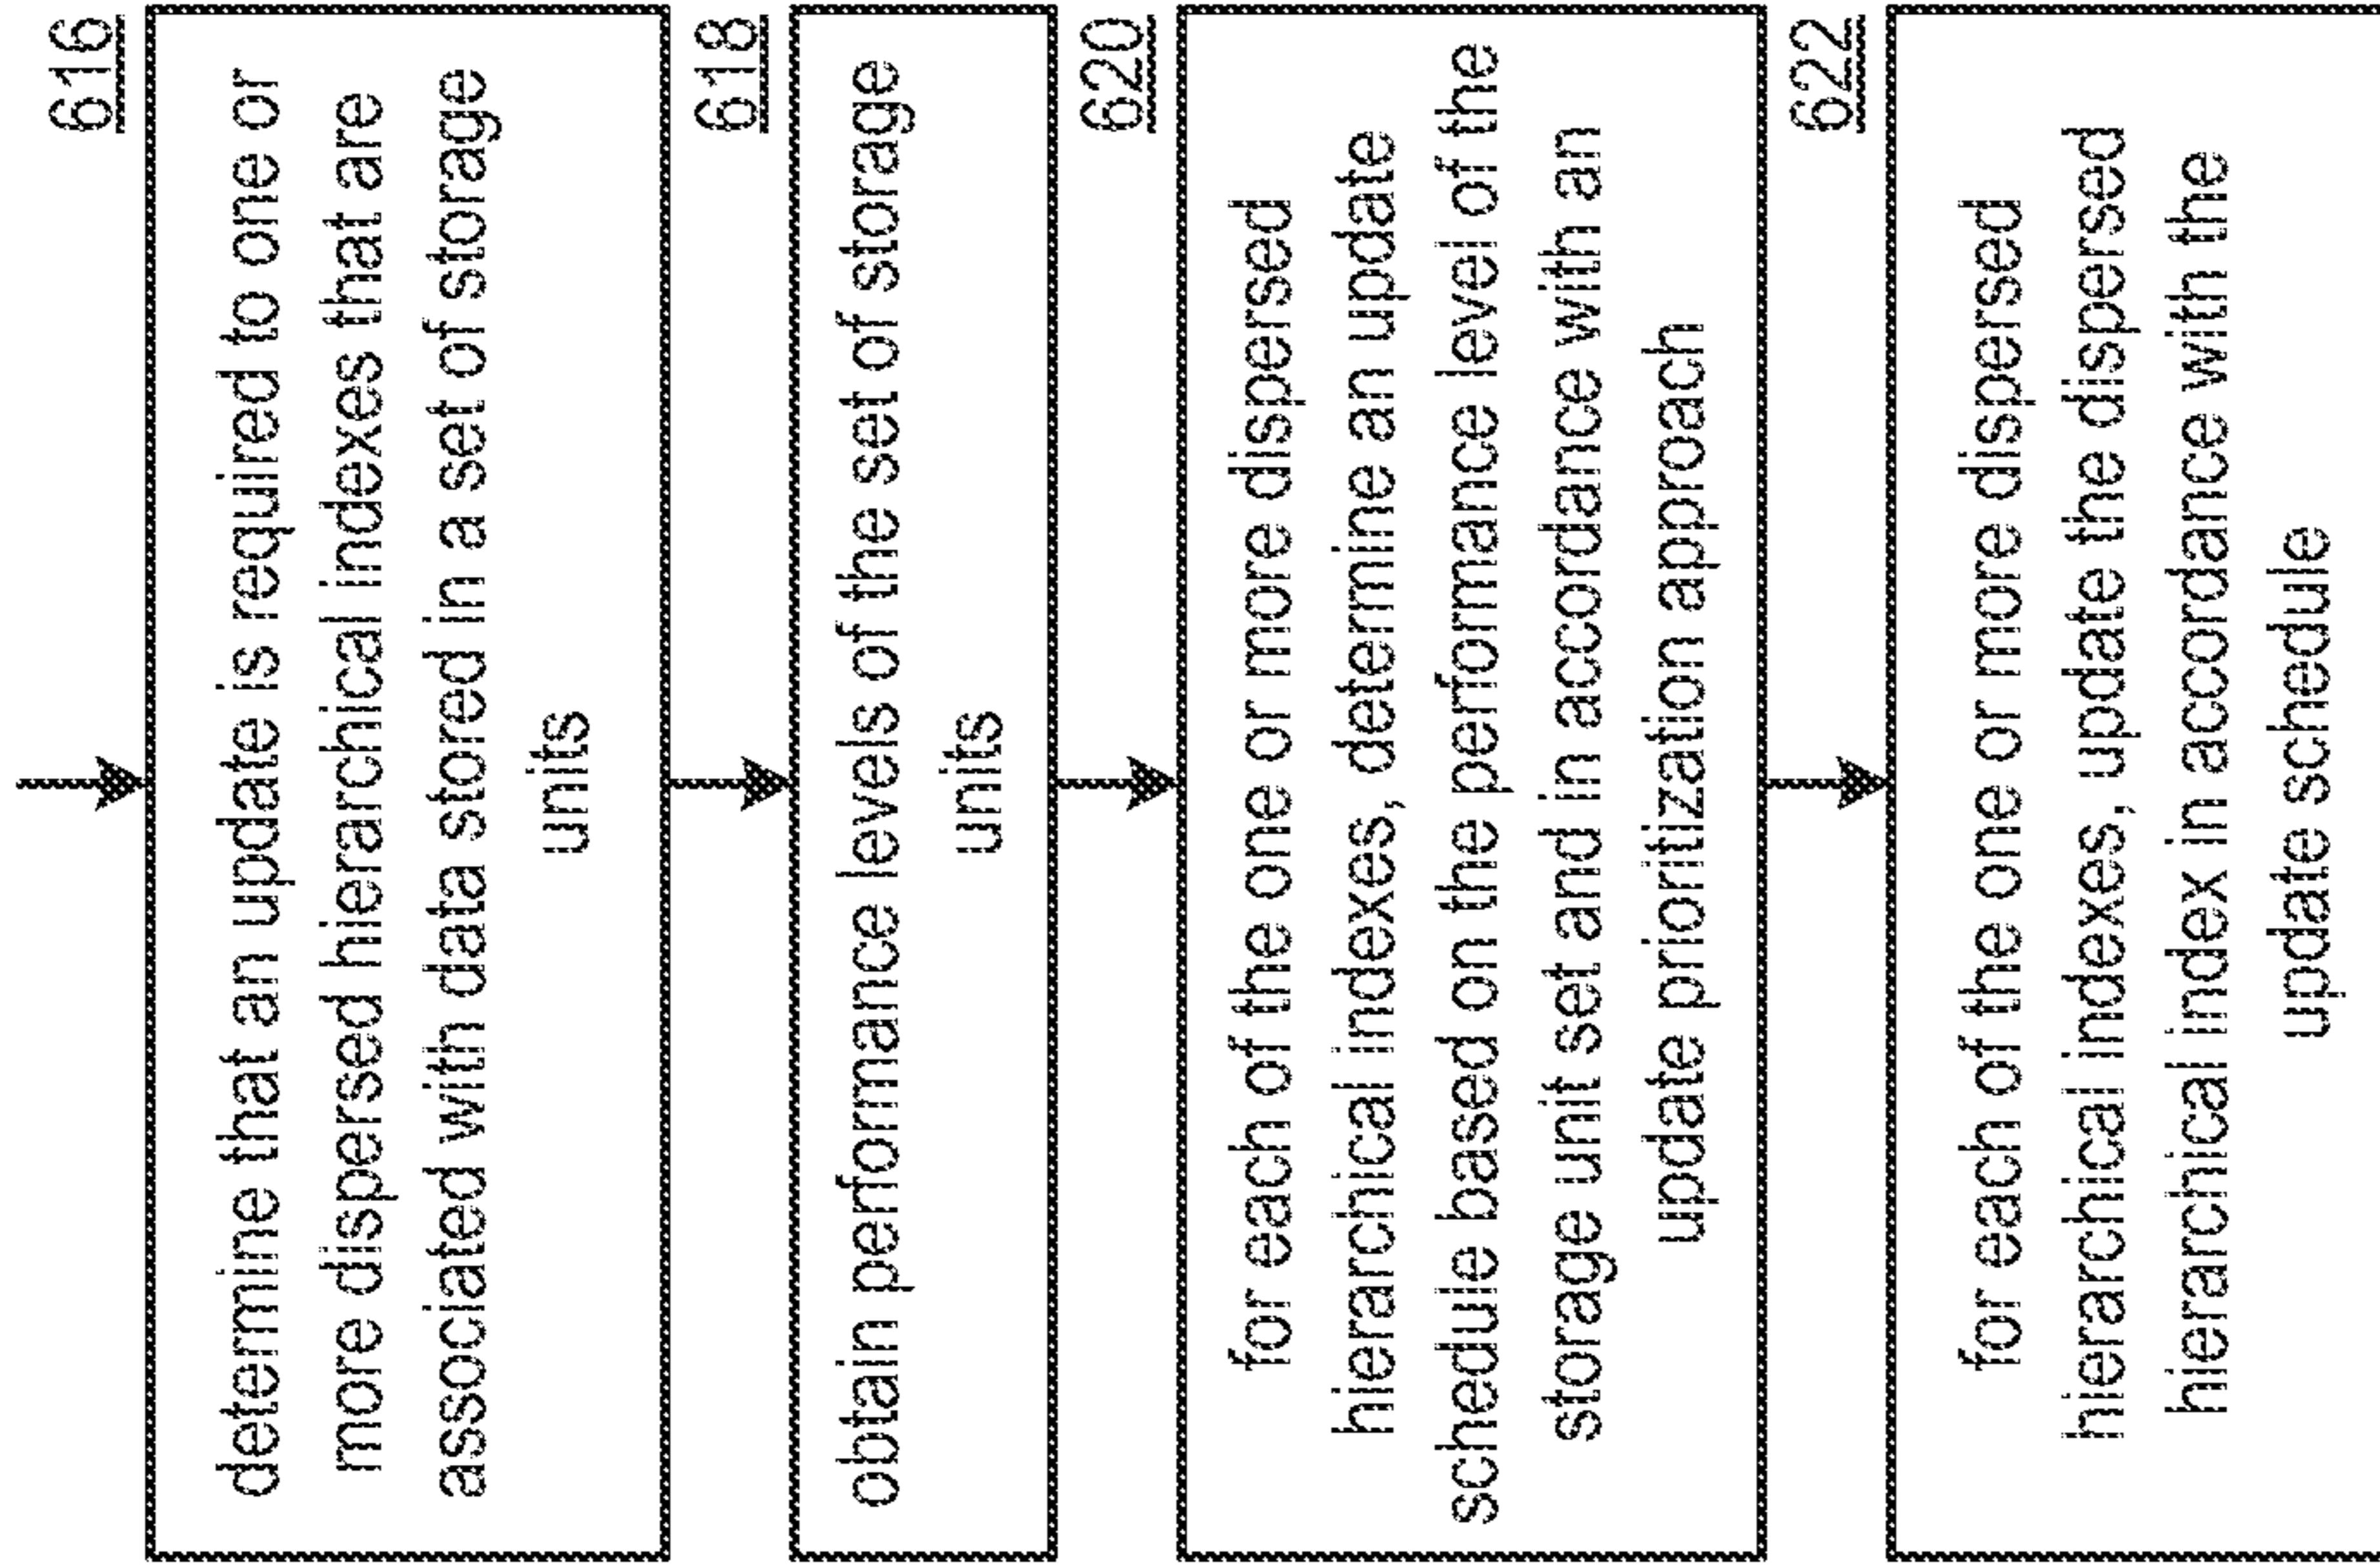 616
determine that an update is required to one or
more dispersed hierarchical indexes that are
associated with data stored in a set of storage
units
618
obtain performance levels of the set of storage
units
620
for each of the one or more dispersed
hierarchical indexes, determine an update
schedule based on the performance level of the
storage unit set and in accordance with an
update prioritization approach
622
for each of the one or more dispersed
hierarchical indexes, update the dispersed
hierarchical index in accordance with the
update schedule